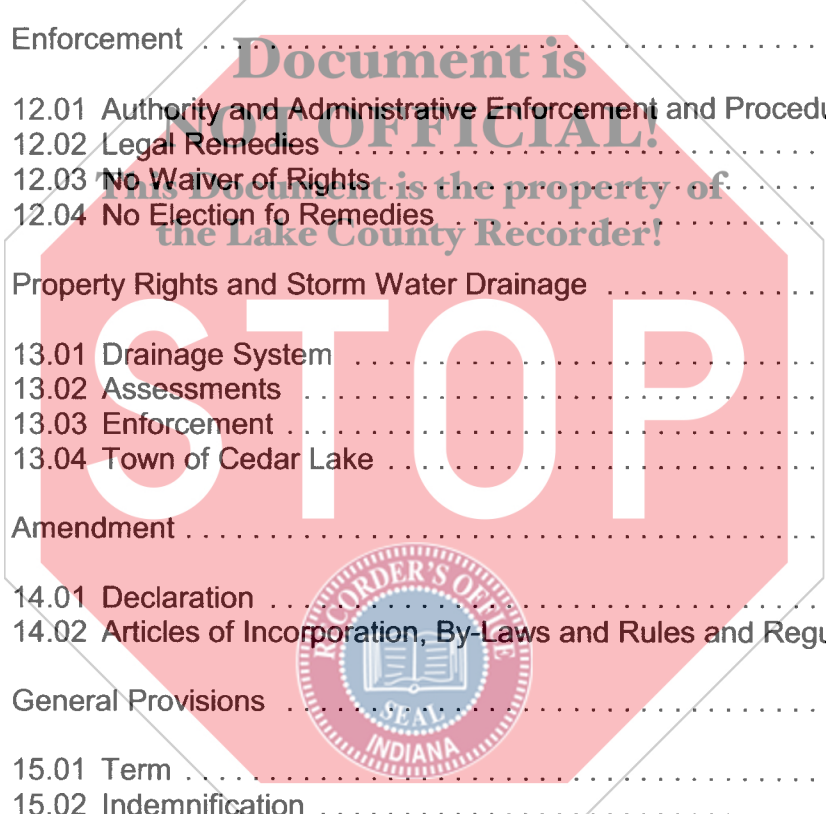 Enforcement . . . . . . . . . . . . . . . . . . . . . . . . . . . . . . . . . . . . . . . . . . . .
Document is
12.01 Authority and Administrative Enforcement and Procedu
NOT OFFICIAL!
12.02 Legal Remedies . . . . . . . . . . . . . . . . . . . . . . . . . . . . . . . . . . .
12.03 No Waiver of Rights . . . . . . . . . . . . . . . . . . . . . . . . . . . . . . . .
This Document is the property of
12.04 No Election fo Remedies . . . . . . . . . . . . . . . . . . . . . . . . . . .
the Lake County Recorder!
Property Rights and Storm Water Drainage . . . . . . . . . . . . .
STOP
13.01 Drainage System . . . . . . . . . . . . . . . . . . . . . . . . . . . . . . . . . .
13.02 Assessments . . . . . . . . . . . . . . . . . . . . . . . . . . . . . . . . . . . . .
13.03 Enforcement . . . . . . . . . . . . . . . . . . . . . . . . . . . . . . . . . . . . . .
13.04 Town of Cedar Lake . . . . . . . . . . . . . . . . . . . . . . . . . . . . . . .
Amendment . . . . . . . . . . . . . . . . . . . . . . . . . . . . . . . . . . . . . . . . . . . . .
14.01 Declaration . . . . . . . . . . . . . . . . . . . . . . . . . . . . . . . . . . . . . . .
14.02 Articles of Incorporation, By-Laws and Rules and Regu
RECORDER'S OFFICE
SEAL
INDIANA
General Provisions . . . . . . . . . . . . . . . . . . . . . . . . . . . . . . . . . . . . . .
15.01 Term . . . . . . . . . . . . . . . . . . . . . . . . . . . . . . . . . . . . . . . . . . . . .
15.02 Indemnification . . . . . . . . . . . . . . . . . . . . . . . . . . . . . .